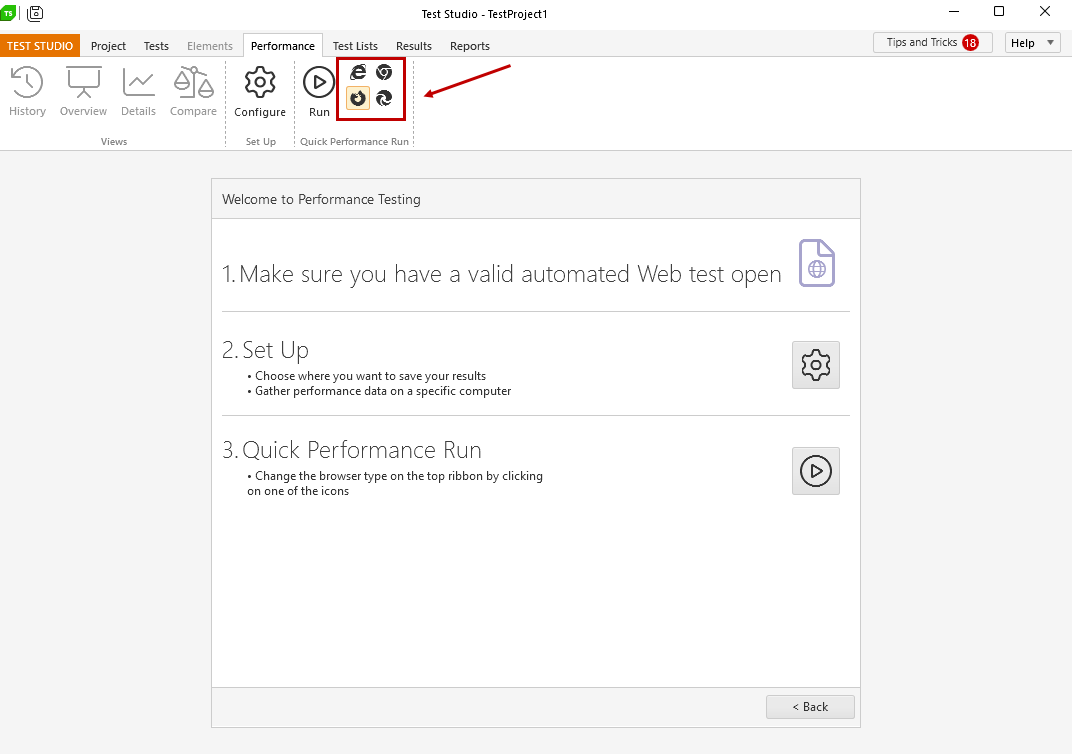 TS
Test Studio - TestProject1
TEST STUDIO Project Tests Elements Performance Test Lists Results Reports Tips and Tricks 18 Help
History Overview Details Compare Configure Run
Views Set Up Quick Performance Run
Welcome to Performance Testing
1. Make sure you have a valid automated Web test open
2. Set Up
• Choose where you want to save your results
• Gather performance data on a specific computer
3. Quick Performance Run
• Change the browser type on the top ribbon by clicking
on one of the icons
< Back